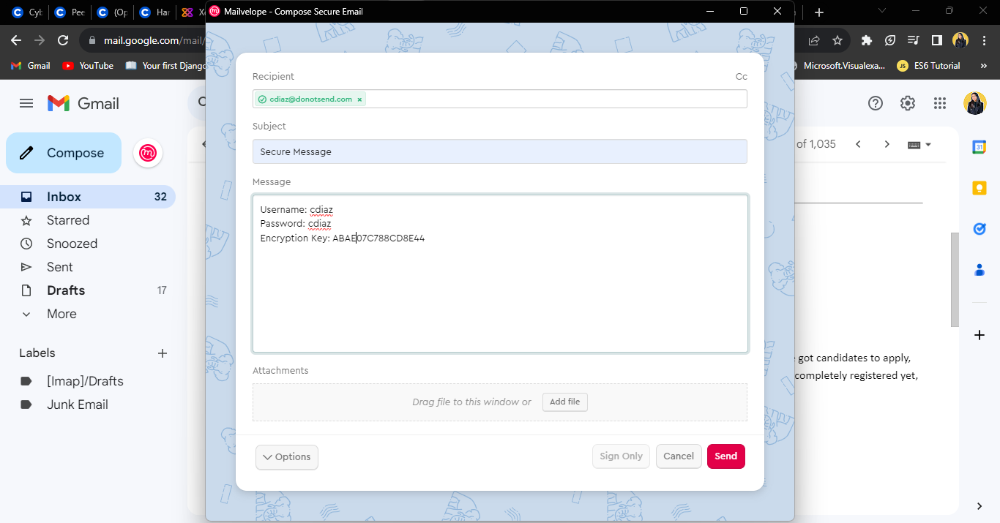 Cyb
Pee
(Op
Har
Mailvelope - Compose Secure Email
mail.google.com/mail/
Gmail
YouTube
Your first Django
Microsoft.Visualexa...
JS
ES6 Tutorial
»
Gmail
Compose
Inbox 32
Starred
Snoozed
Sent
Drafts 17
More
Labels
[Imap]/Drafts
Junk Email
Recipient
Cc
cdiaz@donotsend.com ×
Subject
Secure Message
Message
Username: cdiaz
Password: cdiaz
Encryption Key: ABAE07C788CD8E44
Attachments
Drag file to this window or Add file
Options
Sign Only
Cancel
Send
of 1,035
31
got candidates to apply,
completely registered yet,